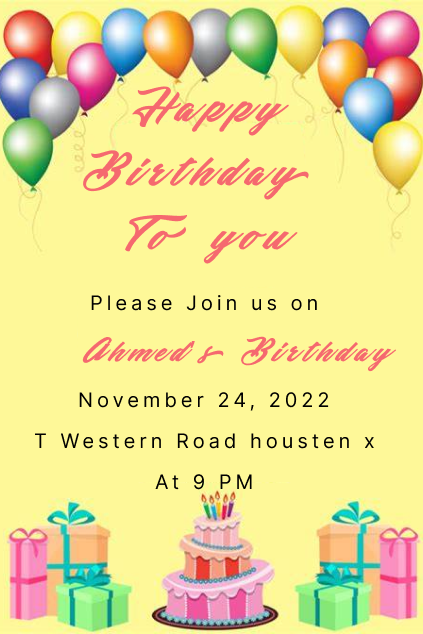 Happy
Birthday
To you
Please Join us on
Ahmed's Birthday
November 24, 2022
T Western Road housten x
At 9 PM